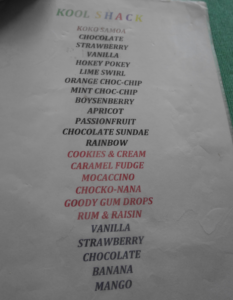 KOOL SHACK
KOKO SAMOA
CHOCOLATE
STRAWBERRY
VANILLA
HOKEY POKEY
LIME SWIRL
ORANGE CHOC-CHIP
MINT CHOC-CHIP
BOYSENBERRY
APRICOT
PASSIONFRUIT
CHOCOLATE SUNDAE
RAINBOW
COOKIES & CREAM
CARAMEL FUDGE
MOCACCINO
CHOCKO-NANA
GOODY GUM DROPS
RUM & RAISIN
VANILLA
STRAWBERRY
CHOCOLATE
BANANA
MANGO